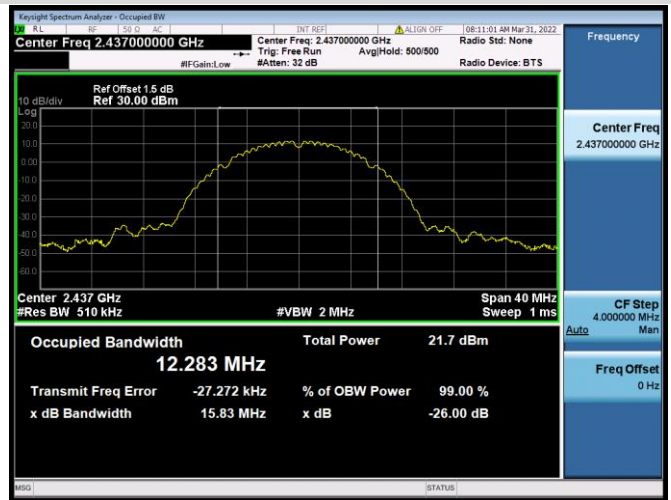 Keysight Spectrum Analyzer - Occupied BW
LXI RL RF 50 Ω AC INT REF ALIGN OFF 08:11:01 AM Mar 31, 2022
Center Freq 2.437000000 GHz Center Freq: 2.437000000 GHz Radio Std: None
Trig: Free Run Avg|Hold: 500/500
#IFGain:Low #Atten: 32 dB Radio Device: BTS
Ref Offset 1.5 dB
10 dB/div Ref 30.00 dBm
Log
20.0
10.0
0.00
-10.0
-20.0
-30.0
-40.0
-50.0
-60.0
Center 2.437 GHz Span 40 MHz
#Res BW 510 kHz #VBW 2 MHz Sweep 1 ms
Occupied Bandwidth Total Power 21.7 dBm
12.283 MHz
Transmit Freq Error -27.272 kHz % of OBW Power 99.00 %
x dB Bandwidth 15.83 MHz x dB -26.00 dB
MSG STATUS
Frequency
Center Freq
2.437000000 GHz
CF Step
4.000000 MHz
Auto Man
Freq Offset
0 Hz